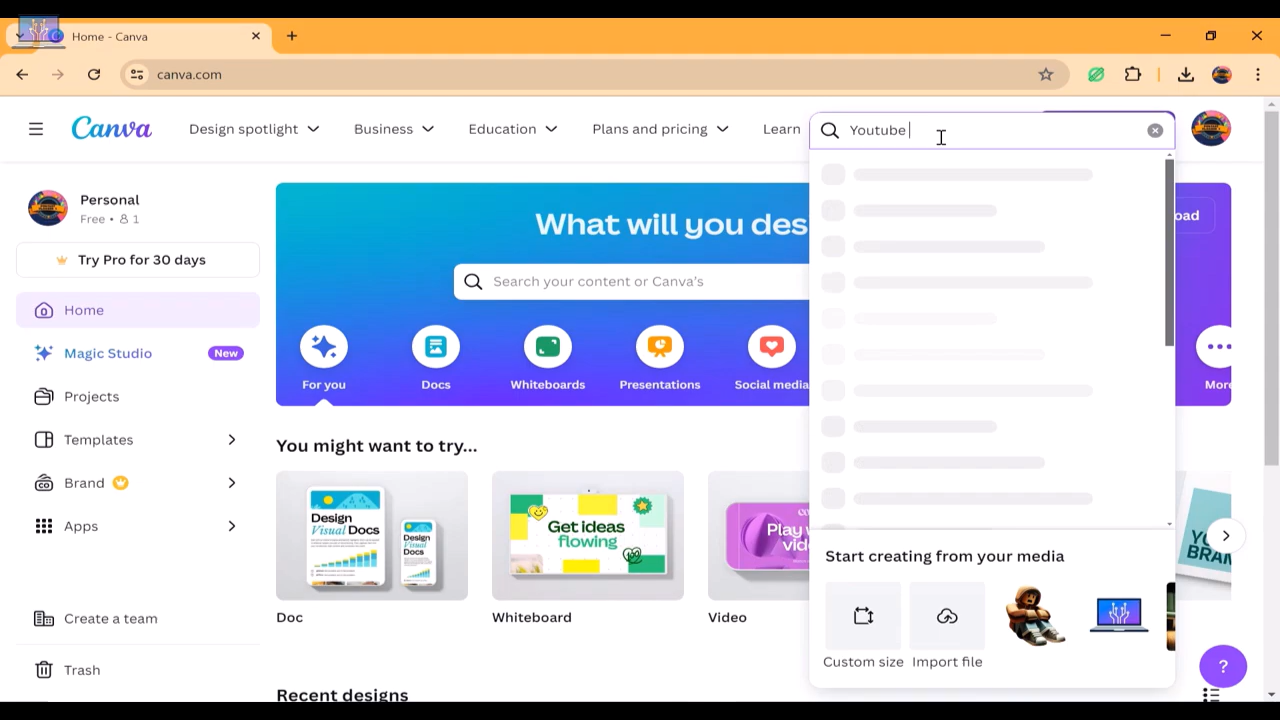 Home - Canva
canva.com
Canva
Design spotlight
Business
Education
Plans and pricing
Learn
Youtube
Personal
Free • 1
Try Pro for 30 days
Home
Magic Studio
New
Projects
Templates
Brand
Apps
Create a team
Trash
What will you des
oad
Search your content or Canva's
For you
Docs
Whiteboards
Presentations
Social media
More
You might want to try...
Design
Visual Docs
Design
Visual
Docs
Get ideas
flowing
Play
vide
YO
BRAN
Doc
Whiteboard
Video
Recent designs
Start creating from your media
Custom size
Import file
?